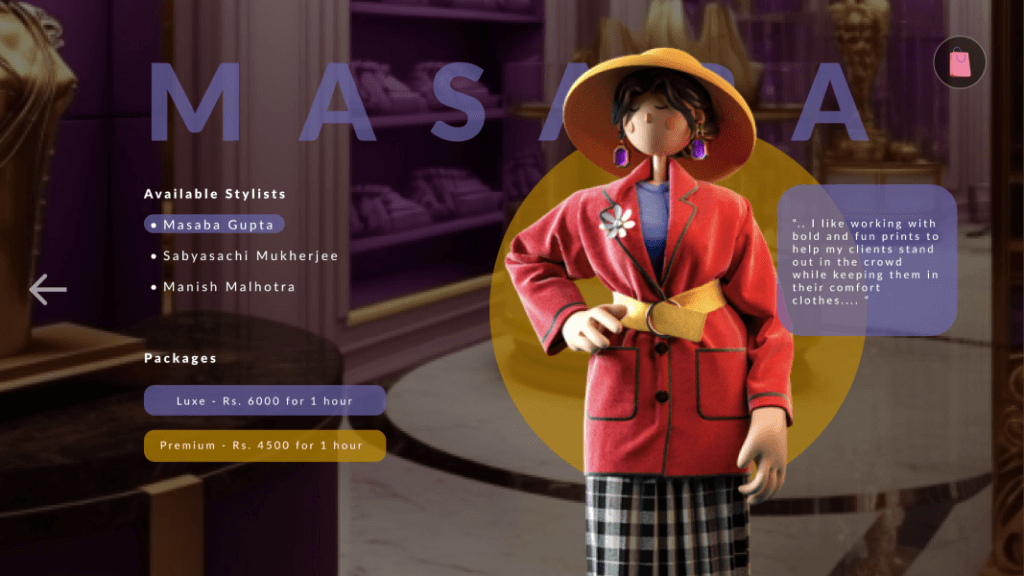 MASABA
Available Stylists
• Masaba Gupta
• Sabyasachi Mukherjee
• Manish Malhotra
Packages
Luxe - Rs. 6000 for 1 hour
Premium - Rs. 4500 for 1 hour
".. I like working with
bold and fun prints to
help my clients stand
out in the crowd
while keeping them in
their comfort
clothes.... "